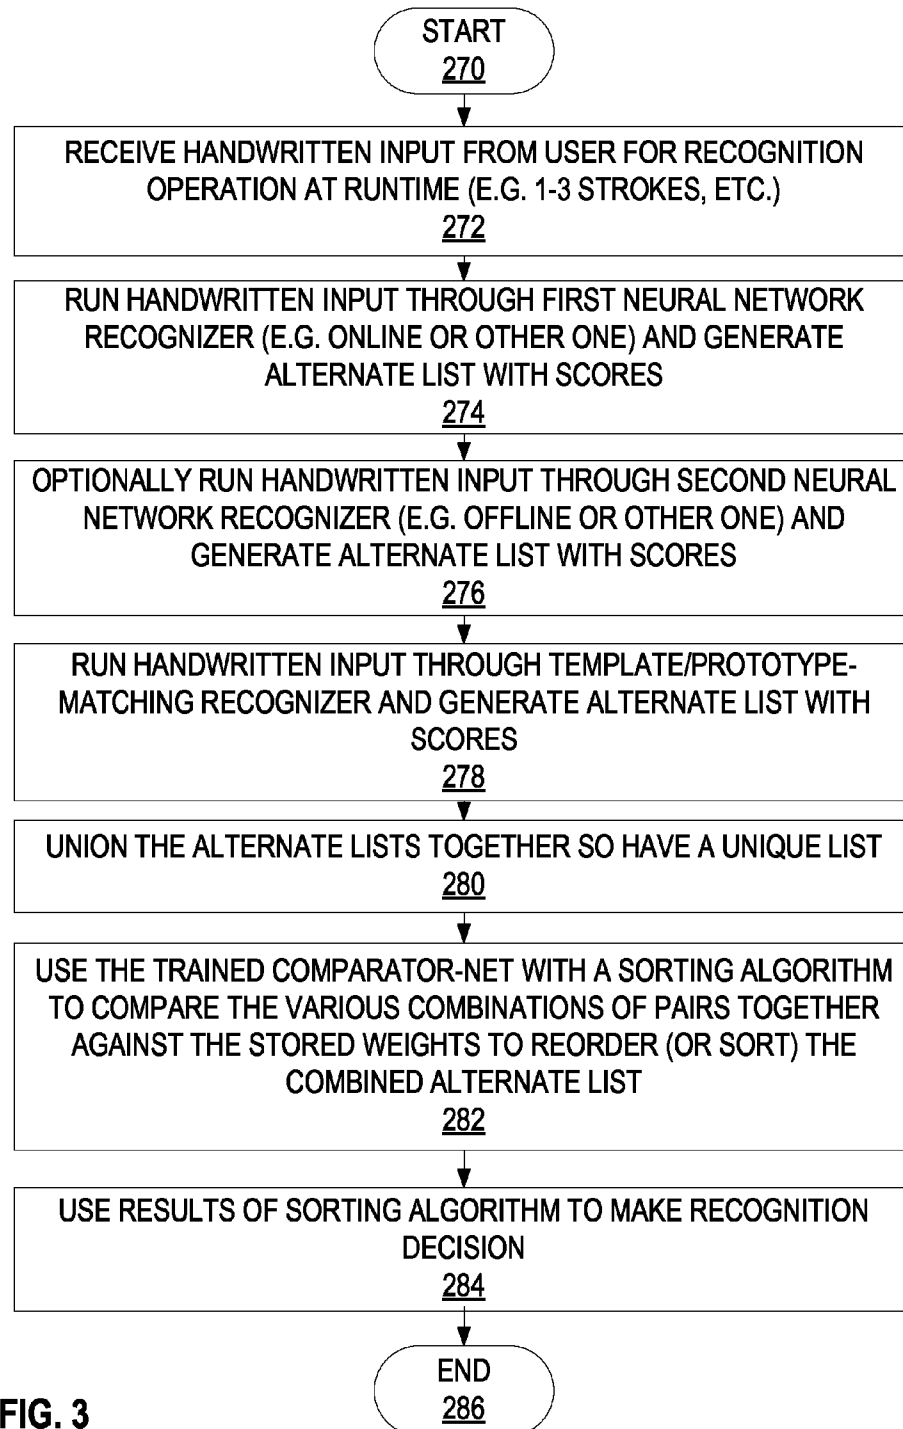 START
270
RECEIVE HANDWRITTEN INPUT FROM USER FOR RECOGNITION
OPERATION AT RUNTIME (E.G. 1-3 STROKES, ETC.)
272
RUN HANDWRITTEN INPUT THROUGH FIRST NEURAL NETWORK
RECOGNIZER (E.G. ONLINE OR OTHER ONE) AND GENERATE
ALTERNATE LIST WITH SCORES
274
OPTIONALLY RUN HANDWRITTEN INPUT THROUGH SECOND NEURAL
NETWORK RECOGNIZER (E.G. OFFLINE OR OTHER ONE) AND
GENERATE ALTERNATE LIST WITH SCORES
276
RUN HANDWRITTEN INPUT THROUGH TEMPLATE/PROTOTYPE-
MATCHING RECOGNIZER AND GENERATE ALTERNATE LIST WITH
SCORES
278
UNION THE ALTERNATE LISTS TOGETHER SO HAVE A UNIQUE LIST
280
USE THE TRAINED COMPARATOR-NET WITH A SORTING ALGORITHM
TO COMPARE THE VARIOUS COMBINATIONS OF PAIRS TOGETHER
AGAINST THE STORED WEIGHTS TO REORDER (OR SORT) THE
COMBINED ALTERNATE LIST
282
USE RESULTS OF SORTING ALGORITHM TO MAKE RECOGNITION
DECISION
284
END
286
FIG. 3